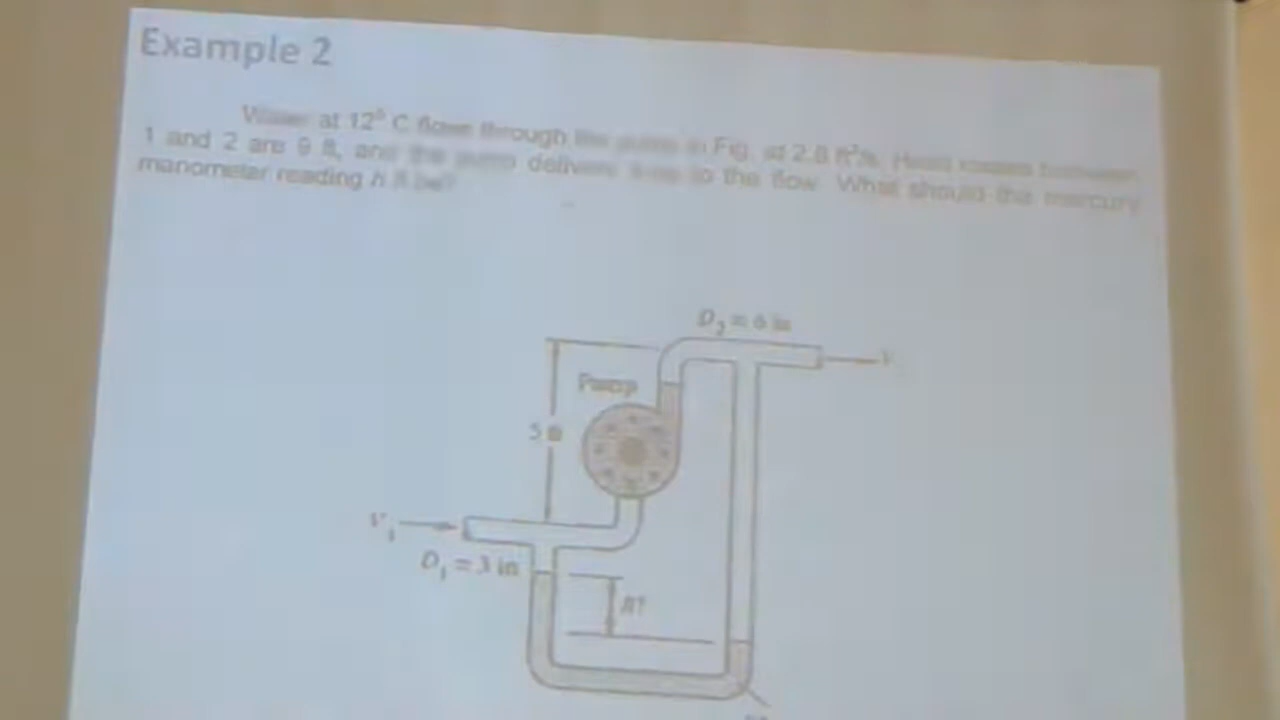 Example 2
Water at 12° C flows through the pump in Fig. at 2.8 ft³/s. Head losses between
1 and 2 are 9 ft, and the pump delivers to the flow. What should the mercury
manometer reading h ft be?
D₂ = 6 in
Pump
5 ft
V₁
D₁ = 3 in
h?